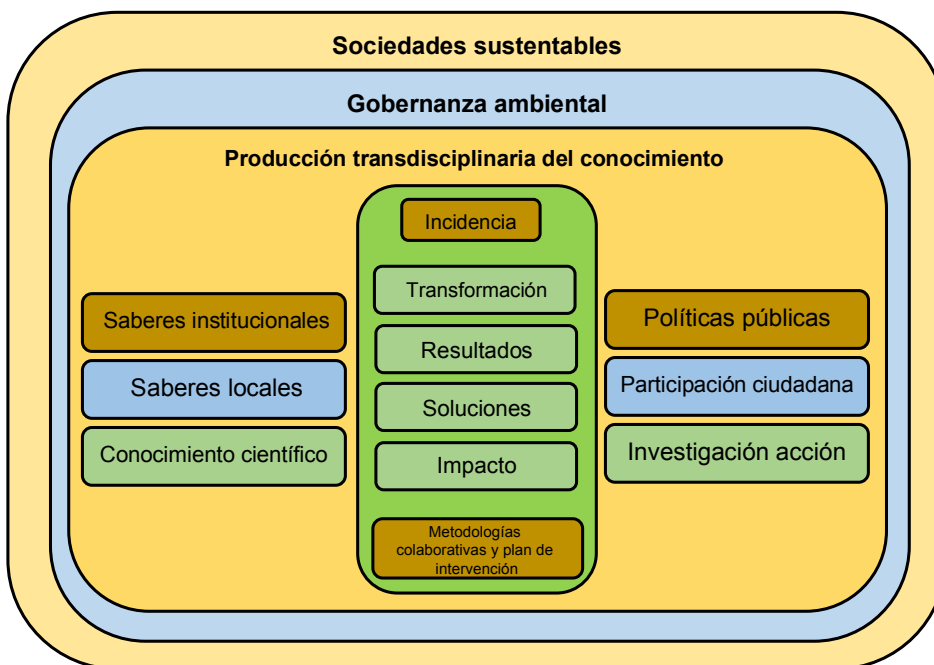 Sociedades sustentables
Gobernanza ambiental
Producción transdisciplinaria del conocimiento
Incidencia
Transformación
Resultados
Soluciones
Impacto
Metodologías
colaborativas y plan de
intervención
Saberes institucionales
Saberes locales
Conocimiento científico
Políticas públicas
Participación ciudadana
Investigación acción